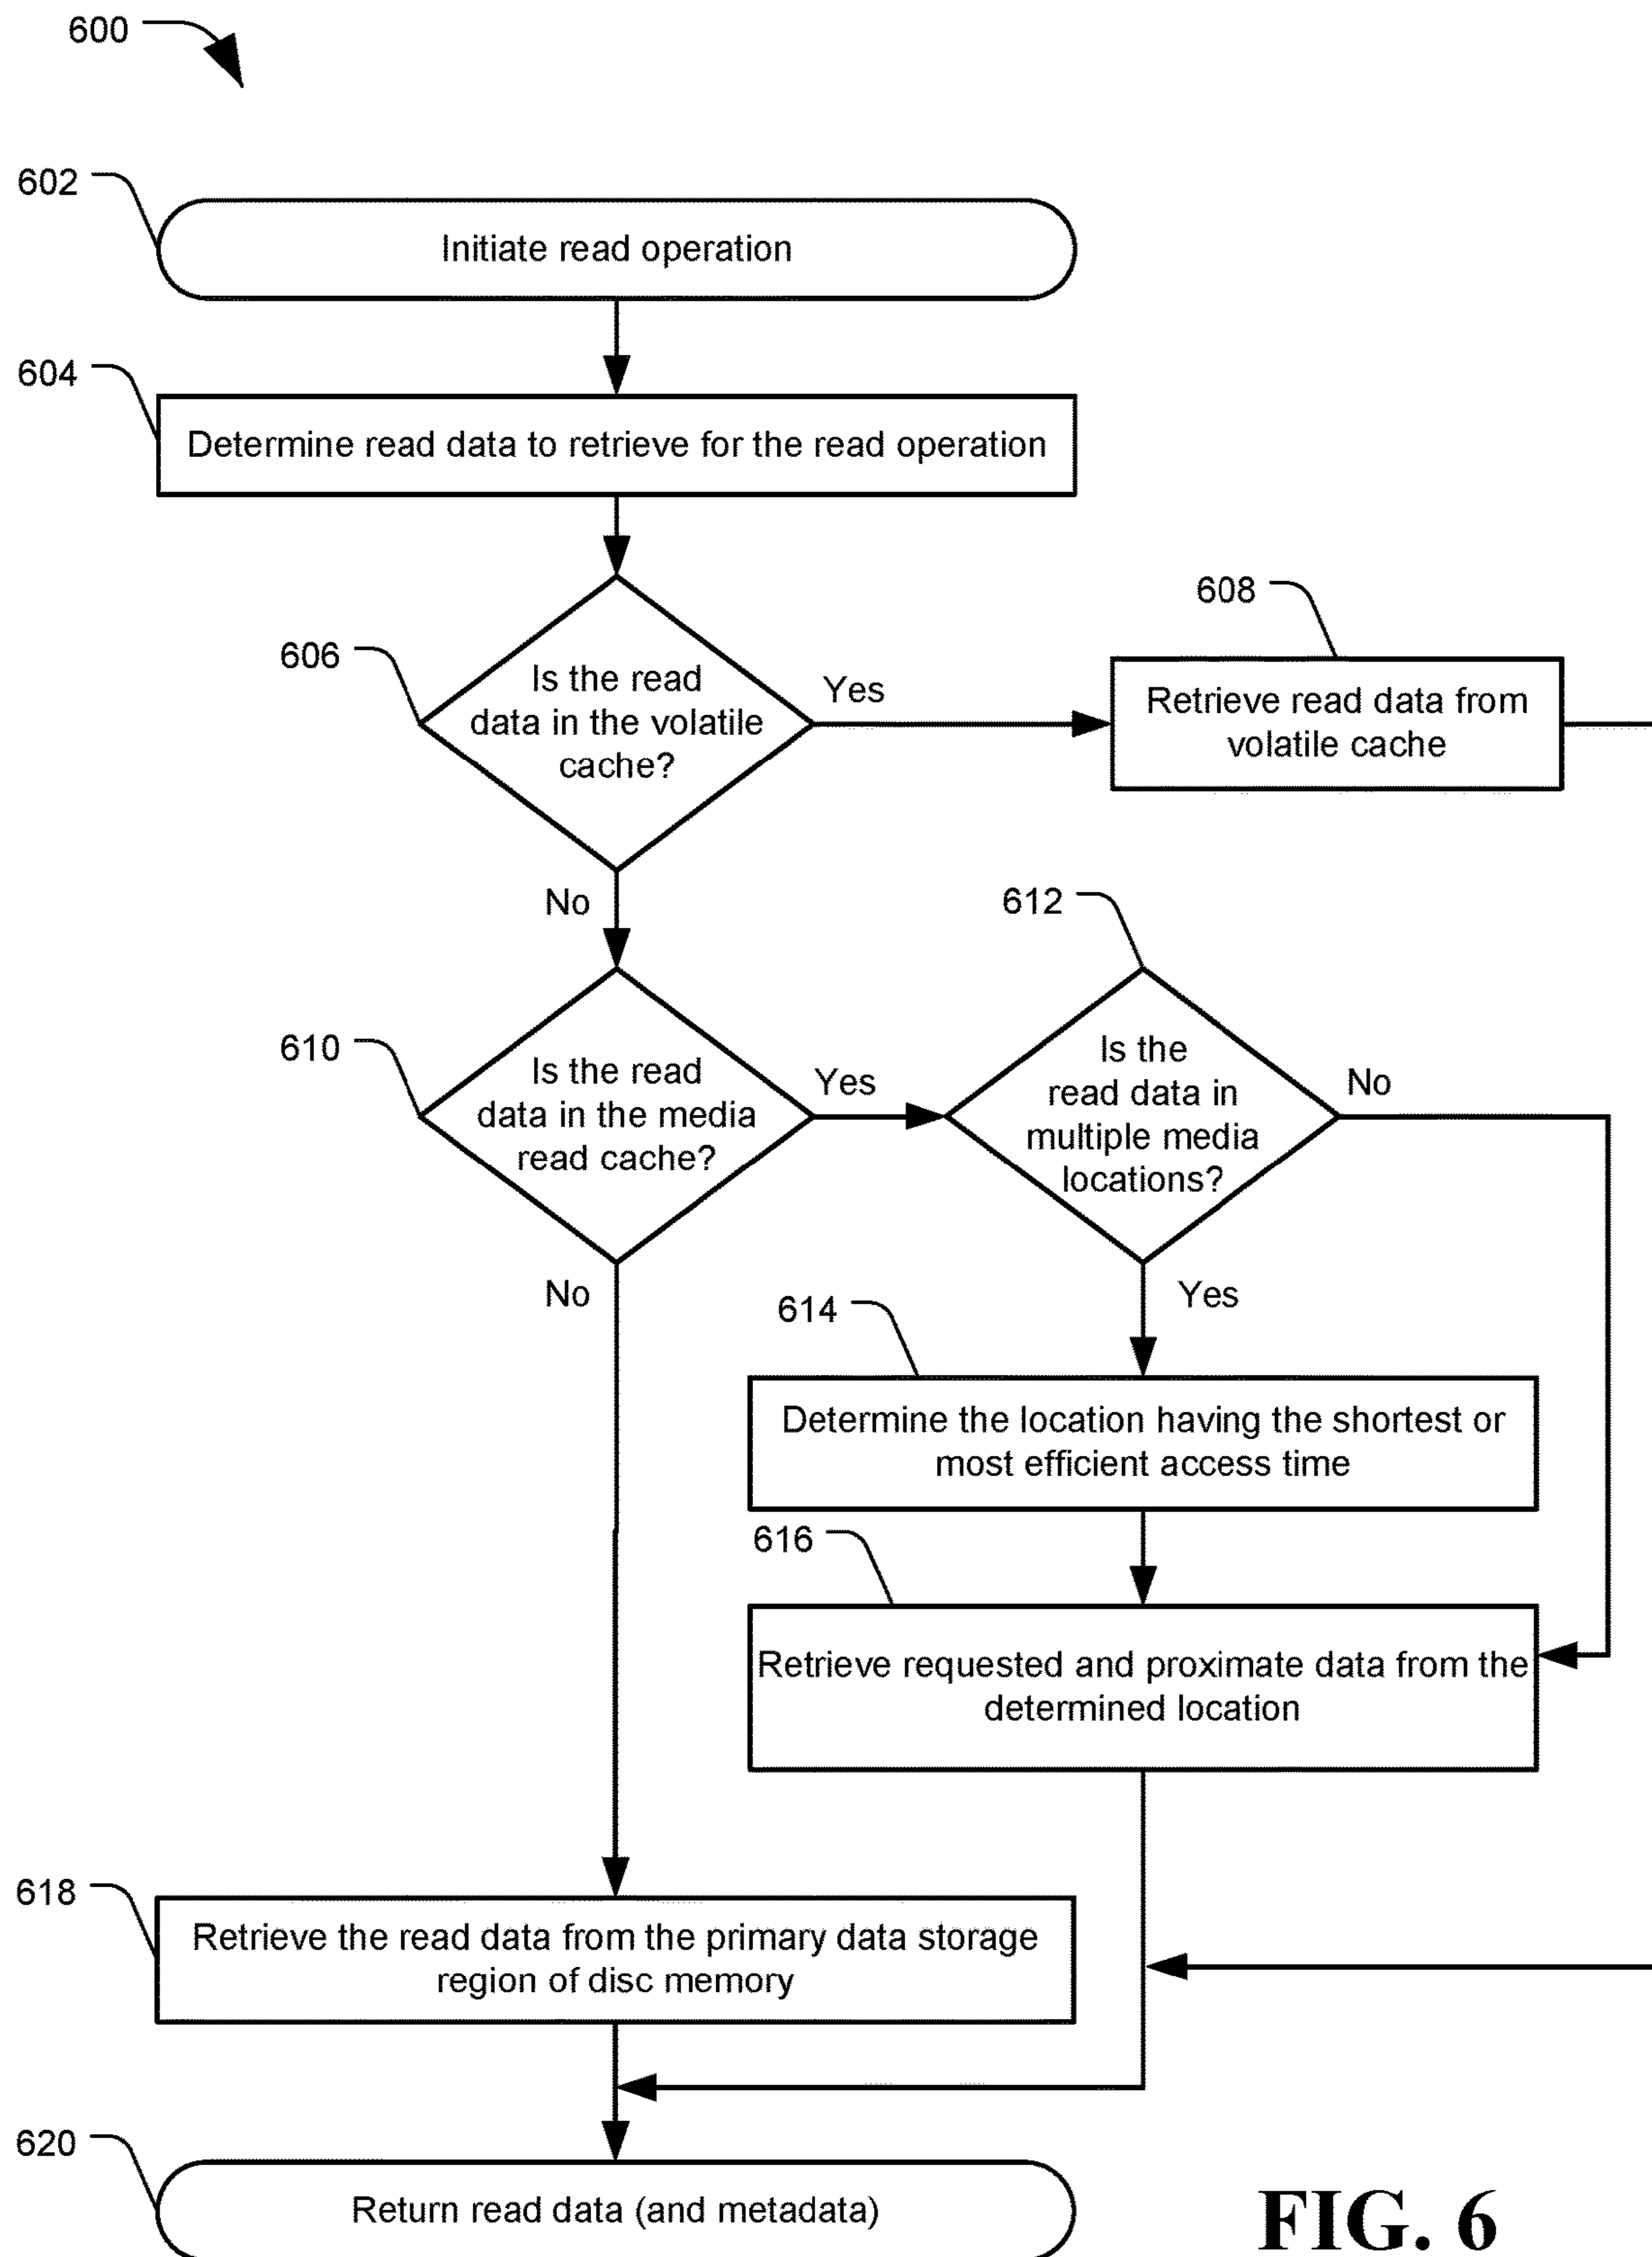 600
602
Initiate read operation
604
Determine read data to retrieve for the read operation
606
Is the read
data in the volatile
cache?
Yes
608
Retrieve read data from
volatile cache
No
610
Is the read
data in the media
read cache?
Yes
612
Is the
read data in
multiple media
locations?
No
No
Yes
614
Determine the location having the shortest or
most efficient access time
616
Retrieve requested and proximate data from the
determined location
618
Retrieve the read data from the primary data storage
region of disc memory
620
Return read data (and metadata)
FIG. 6